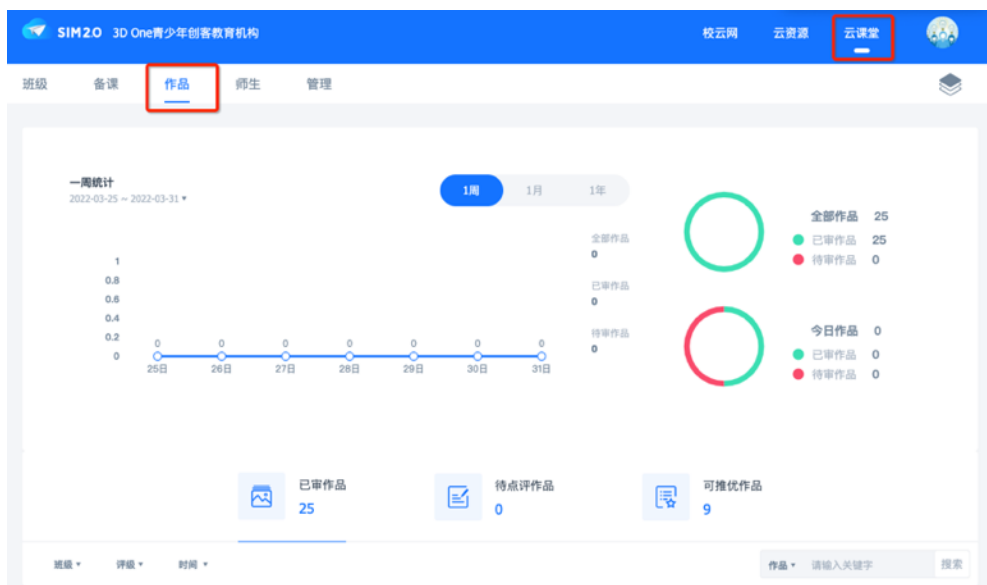 SIM2.0 3D One青少年创客教育机构 校云网 云资源 云课堂
班级 备课 作品 师生 管理
一周统计
2022-03-25 ~ 2022-03-31
1周 1月 1年
全部作品
0
已审作品
0
待审作品
0
1
0.8
0.6
0.4
0.2
0
0 0 0 0 0 0 0
25日 26日 27日 28日 29日 30日 31日
全部作品 25
已审作品 25
待审作品 0
今日作品 0
已审作品 0
待审作品 0
已审作品
25
待点评作品
0
可推优作品
9
班级 评级 时间 作品 请输入关键字 搜索